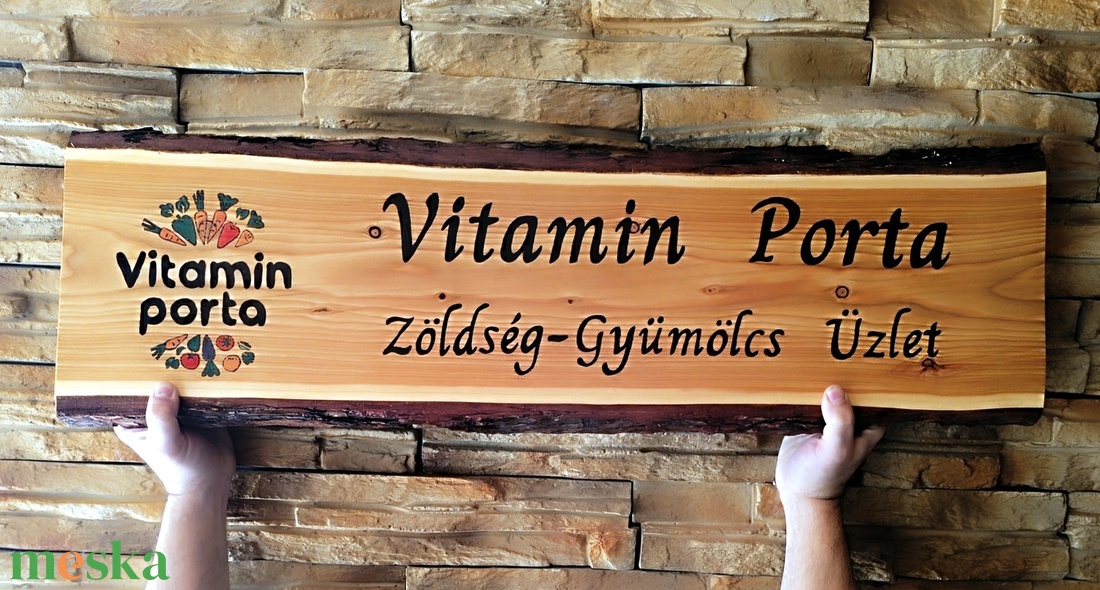 Vitamin
porta
Vitamin Porta
Zöldség-Gyümölcs Üzlet
meska